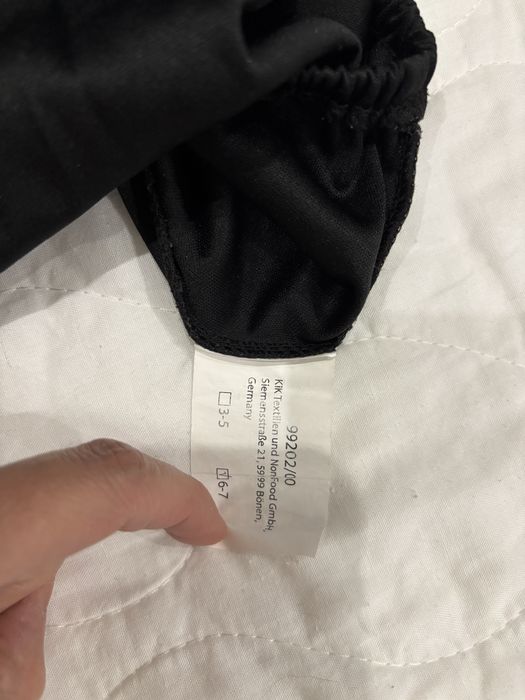 99202/00
KiK Textilien und NonFood GmbH,
Siemensstraße 21, 59199 Bönen,
Germany
3-5
6-7